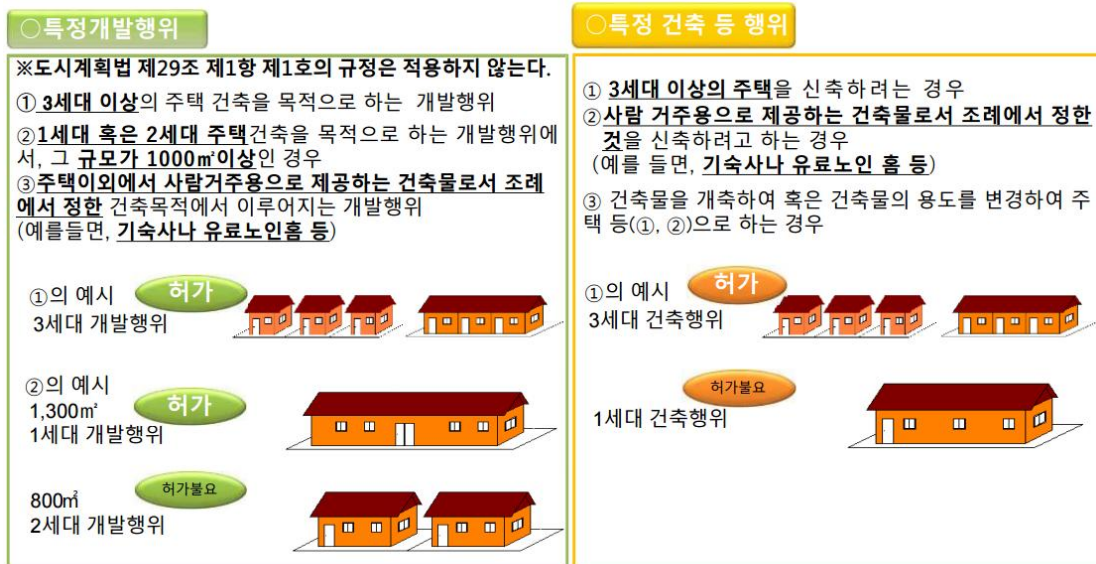 ○특정개발행위
※도시계획법 제29조 제1항 제1호의 규정은 적용하지 않는다.
① 3세대 이상의 주택 건축을 목적으로 하는 개발행위
②1세대 혹은 2세대 주택건축을 목적으로 하는 개발행위에
서, 그 규모가 1000㎡이상인 경우
③주택이외에서 사람거주용으로 제공하는 건축물로서 조례
에서 정한 건축목적에서 이루어지는 개발행위
(예를들면, 기숙사나 유료노인홈 등)
①의 예시
허가
3세대 개발행위
②의 예시
1,300㎡
허가
1세대 개발행위
허가불요
800㎡
2세대 개발행위
○특정 건축 등 행위
① 3세대 이상의 주택을 신축하려는 경우
②사람 거주용으로 제공하는 건축물로서 조례에서 정한
것을 신축하려고 하는 경우
(예를 들면, 기숙사나 유료노인 홈 등)
③ 건축물을 개축하여 혹은 건축물의 용도를 변경하여 주
택 등(①, ②)으로 하는 경우
①의 예시
허가
3세대 건축행위
허가불요
1세대 건축행위